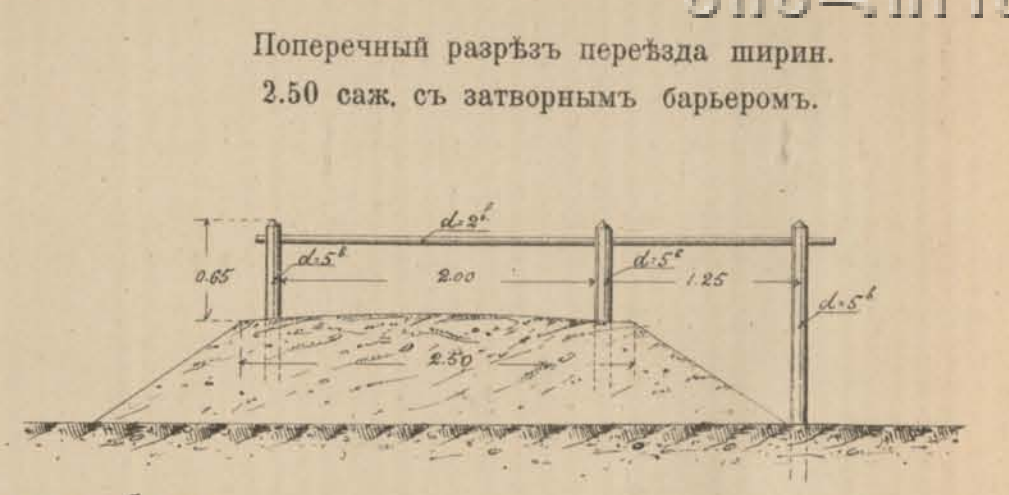 Поперечный разрѣзъ переѣзда ширин.
2.50 саж. съ затворнымъ барьеромъ.
d=2в.
0.65
d=5в
2.00
d=5в
1.25
d=5в
2.50